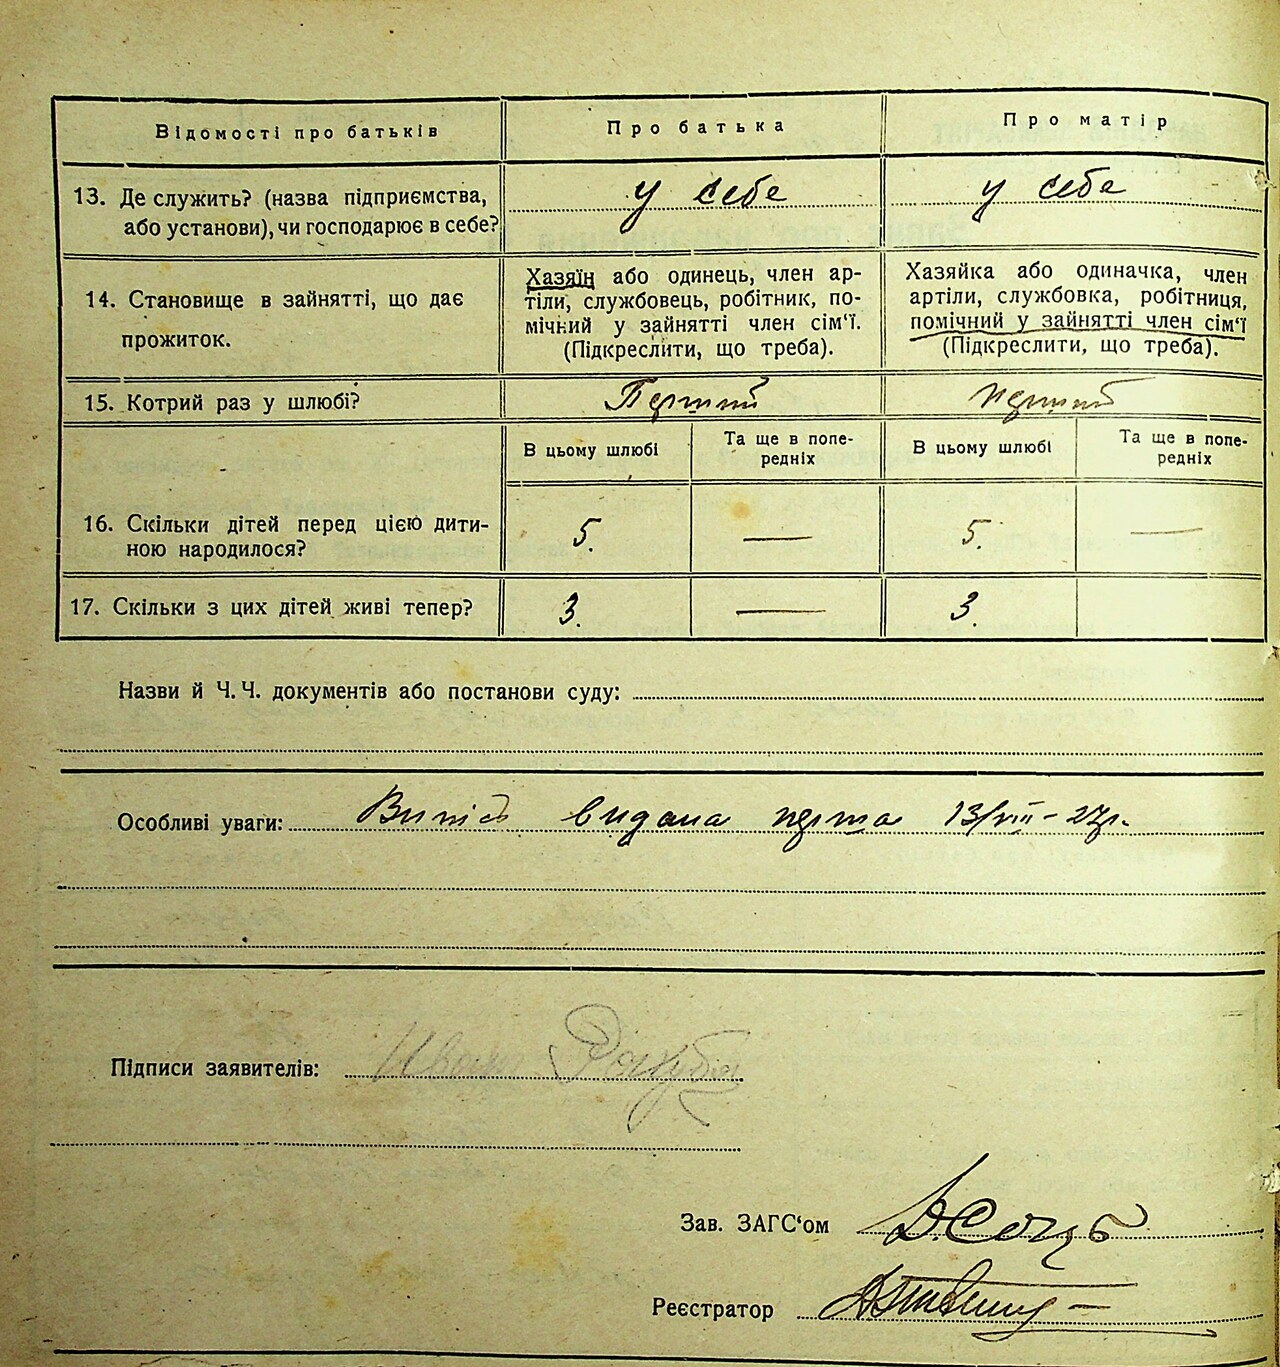 Відомості про батьків Про батька Про матір
13. Де служить? (назва підприємства, у себе у себе
або установи), чи господарює в себе?
Хазяїн або одинець, член ар- Хазяйка або одиначка, член
14. Становище в зайнятті, що дає тіли, службовець, робітник, по- артіли, службовка, робітниця,
прожиток. мічний у зайнятті член сім‘ї. помічний у зайнятті член сім‘ї
(Підкреслити, що треба). (Підкреслити, що треба).
15. Котрий раз у шлюбі? Перший перший
В цьому шлюбі Та ще в попе- В цьому шлюбі Та ще в попе-
редніх редніх
16. Скільки дітей перед цією дити- 5. — 5. —
ною народилося?
17. Скільки з цих дітей живі тепер? 3. — 3.
Назви й Ч. Ч. документів або постанови суду:
Особливі уваги: Випись видана перша 13/VIII - 27 р.
Підписи заявителів: Иван
Зав. ЗАГС‘ом
Реєстратор